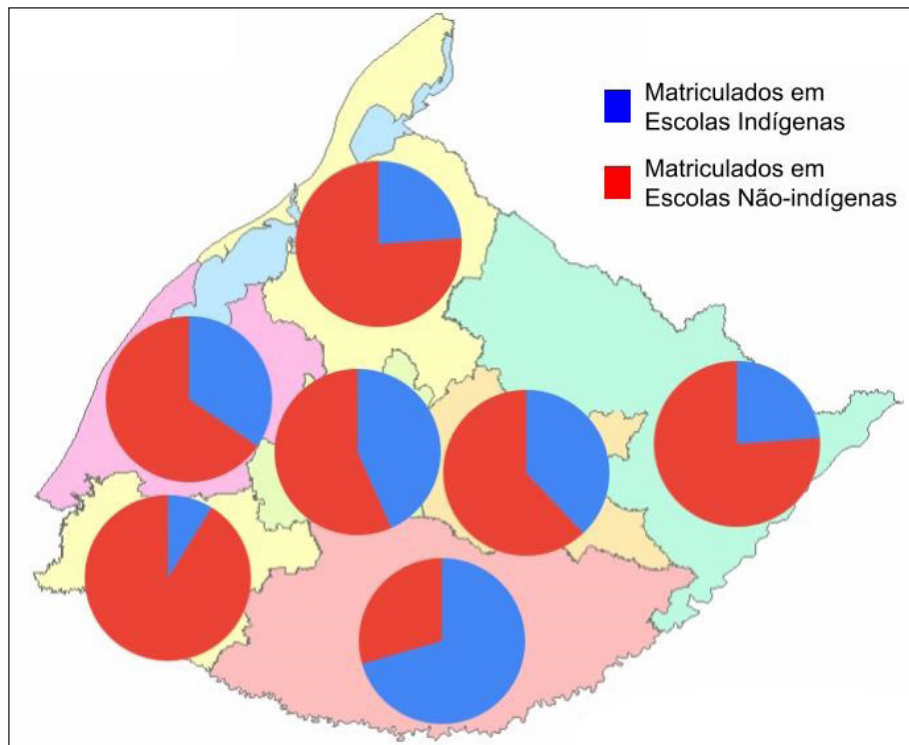 Matriculados em
Escolas Indígenas
Matriculados em
Escolas Não-indígenas